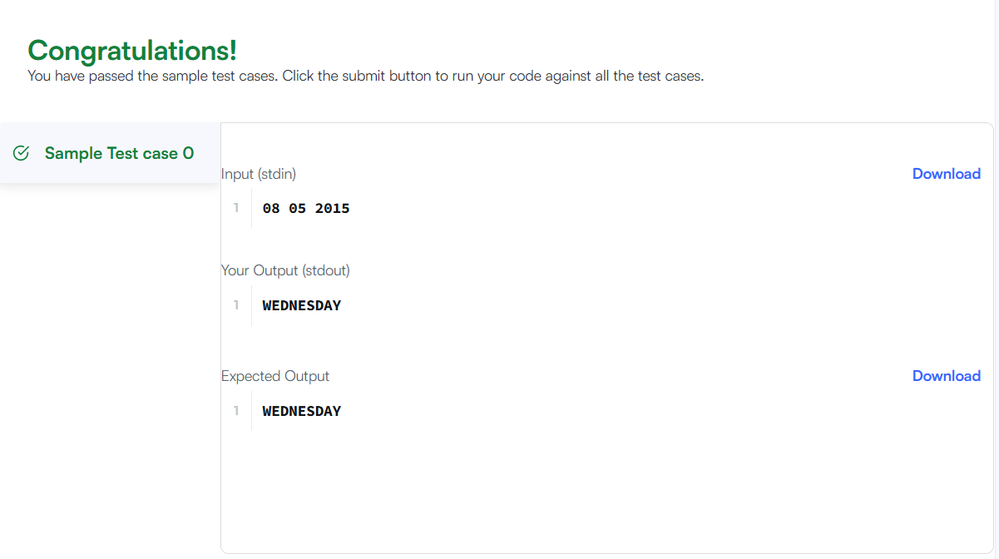 Congratulations!
You have passed the sample test cases. Click the submit button to run your code against all the test cases.
Sample Test case 0
Input (stdin)
Download
1
08 05 2015
Your Output (stdout)
1
WEDNESDAY
Expected Output
Download
1
WEDNESDAY